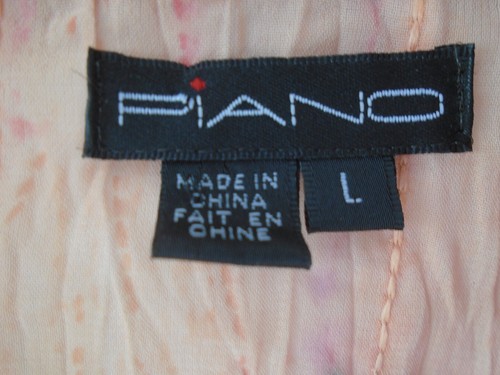 PiANO
MADE IN
CHINA
FAIT EN
CHINE
L